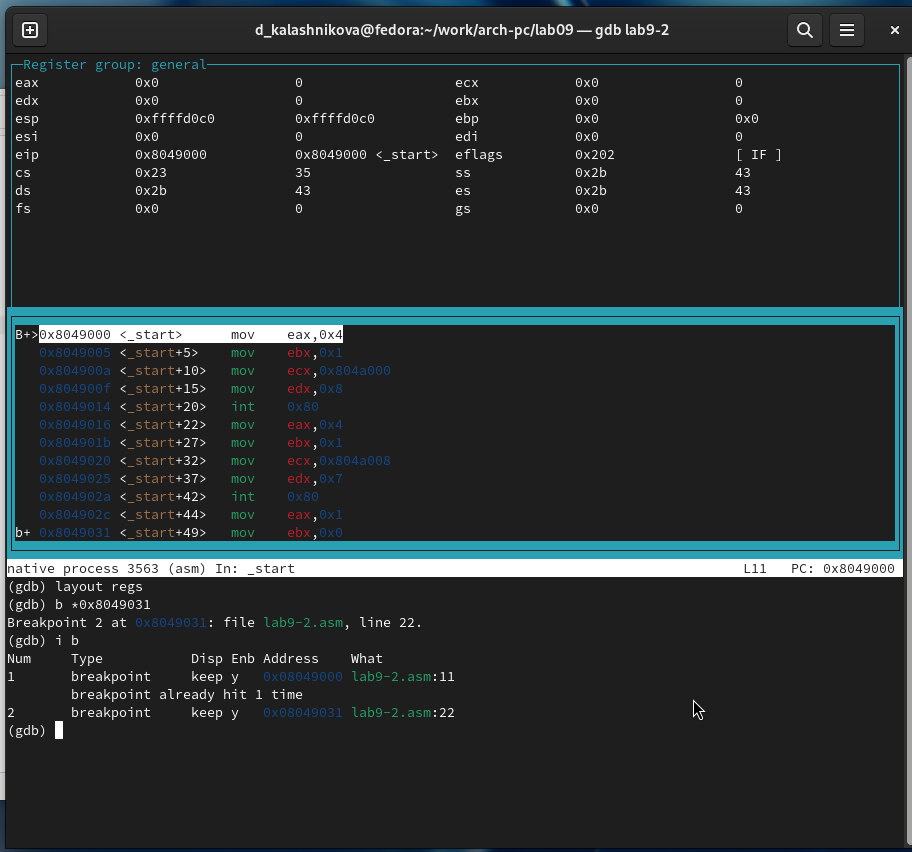 d_kalashnikova@fedora:~/work/arch-pc/lab09 — gdb lab9-2
Register group: general
eax 0x0 0 ecx 0x0 0
edx 0x0 0 ebx 0x0 0
esp 0xffffd0c0 0xffffd0c0 ebp 0x0 0x0
esi 0x0 0 edi 0x0 0
eip 0x8049000 0x8049000 <_start> eflags 0x202 [ IF ]
cs 0x23 35 ss 0x2b 43
ds 0x2b 43 es 0x2b 43
fs 0x0 0 gs 0x0 0
B+>0x8049000 <_start> mov eax,0x4
0x8049005 <_start+5> mov ebx,0x1
0x804900a <_start+10> mov ecx,0x804a000
0x804900f <_start+15> mov edx,0x8
0x8049014 <_start+20> int 0x80
0x8049016 <_start+22> mov eax,0x4
0x804901b <_start+27> mov ebx,0x1
0x8049020 <_start+32> mov ecx,0x804a008
0x8049025 <_start+37> mov edx,0x7
0x804902a <_start+42> int 0x80
0x804902c <_start+44> mov eax,0x1
b+ 0x8049031 <_start+49> mov ebx,0x0
native process 3563 (asm) In: _start L11 PC: 0x8049000
(gdb) layout regs
(gdb) b *0x8049031
Breakpoint 2 at 0x8049031: file lab9-2.asm, line 22.
(gdb) i b
Num Type Disp Enb Address What
1 breakpoint keep y 0x08049000 lab9-2.asm:11
breakpoint already hit 1 time
2 breakpoint keep y 0x08049031 lab9-2.asm:22
(gdb)